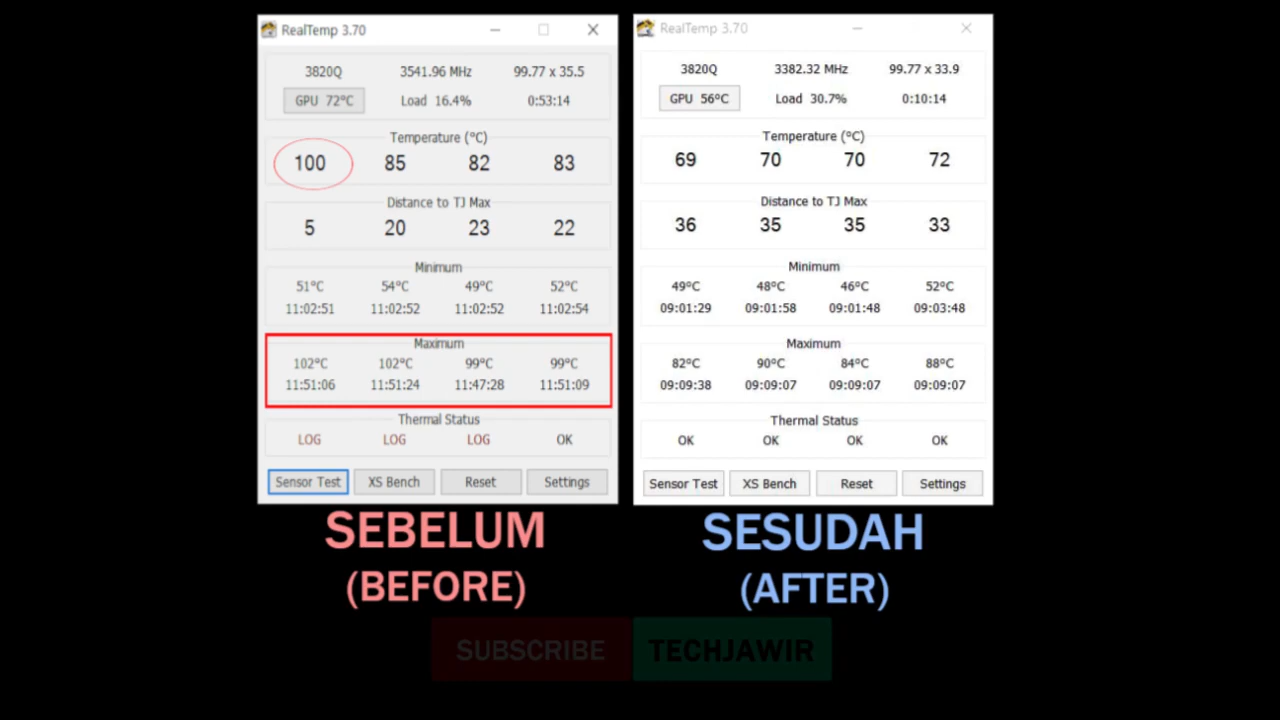 RealTemp 3.70
3820Q 3541.96 MHz 99.77 x 35.5
GPU 72°C Load 16.4% 0:53:14
Temperature (°C)
100 85 82 83
Distance to TJ Max
5 20 23 22
Minimum
51°C 54°C 49°C 52°C
11:02:51 11:02:52 11:02:52 11:02:54
Maximum
102°C 102°C 99°C 99°C
11:51:06 11:51:24 11:47:28 11:51:09
Thermal Status
LOG LOG LOG OK
Sensor Test XS Bench Reset Settings
SEBELUM
(BEFORE)
RealTemp 3.70
3820Q 3382.32 MHz 99.77 x 33.9
GPU 56°C Load 30.7% 0:10:14
Temperature (°C)
69 70 70 72
Distance to TJ Max
36 35 35 33
Minimum
49°C 48°C 46°C 52°C
09:01:29 09:01:58 09:01:48 09:03:48
Maximum
82°C 90°C 84°C 88°C
09:09:38 09:09:07 09:09:07 09:09:07
Thermal Status
OK OK OK OK
Sensor Test XS Bench Reset Settings
SESUDAH
(AFTER)
SUBSCRIBE TECHJAWIR